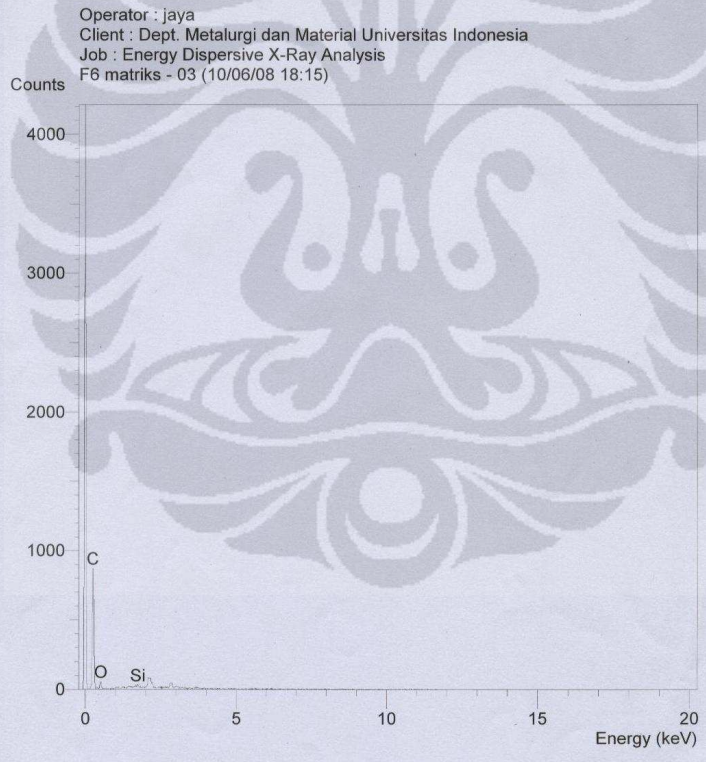 Operator : jaya
Client : Dept. Metalurgi dan Material Universitas Indonesia
Job : Energy Dispersive X-Ray Analysis
F6 matriks - 03 (10/06/08 18:15)
Counts
4000
3000
2000
1000
C
O
Si
0
0 5 10 15 20
Energy (keV)